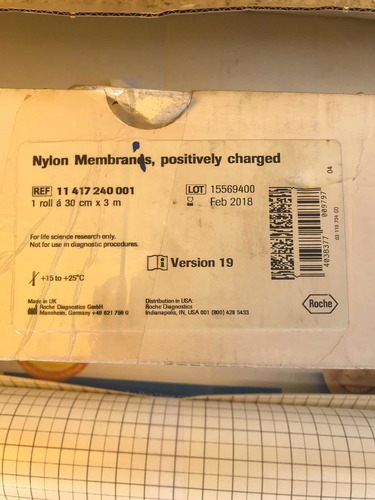 Nylon Membranes, positively charged
REF 11 417 240 001
1 roll á 30 cm x 3 m
LOT 15569400
Feb 2018
For life science research only.
Not for use in diagnostic procedures.
Version 19
+15 to +25°C
Made in UK
Roche Diagnostics GmbH
Mannheim, Germany +49 621 759 0
Distribution in USA:
Roche Diagnostics
Indianapolis, IN, USA 001 (800) 428 5433
04
4038377 009797
Roche